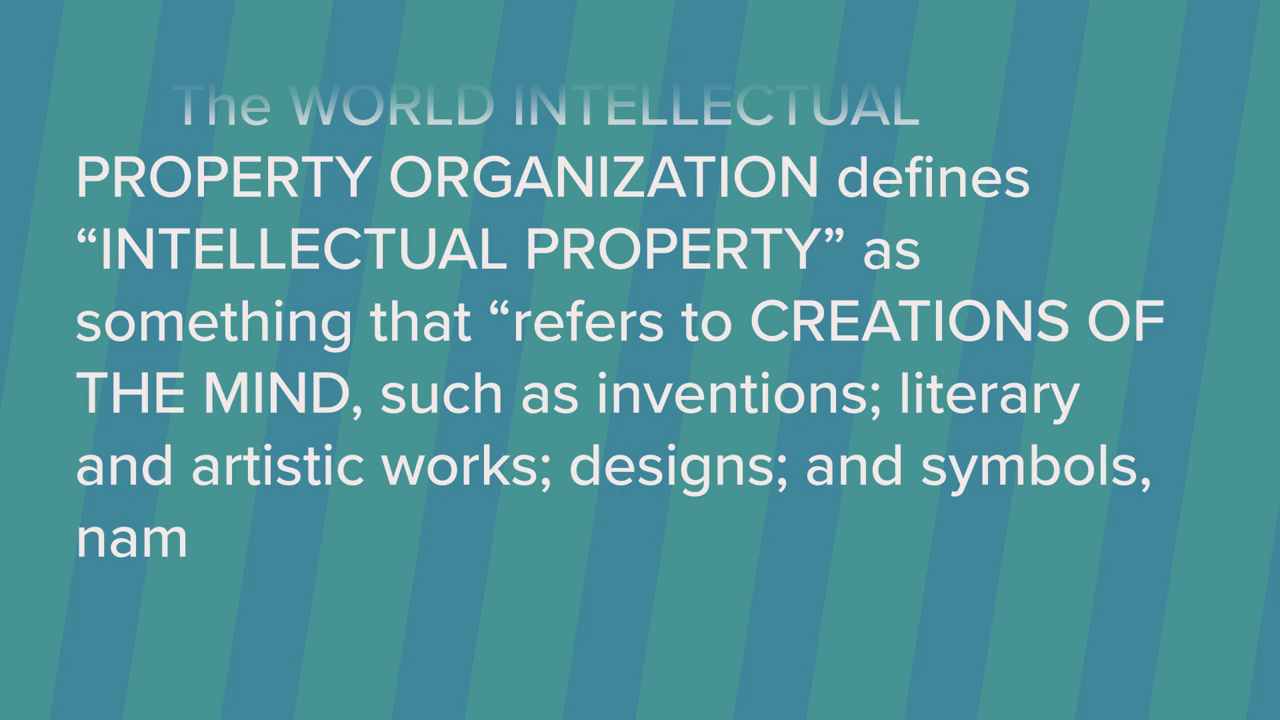 The WORLD INTELLECTUAL
PROPERTY ORGANIZATION defines
“INTELLECTUAL PROPERTY” as
something that “refers to CREATIONS OF
THE MIND, such as inventions; literary
and artistic works; designs; and symbols,
nam